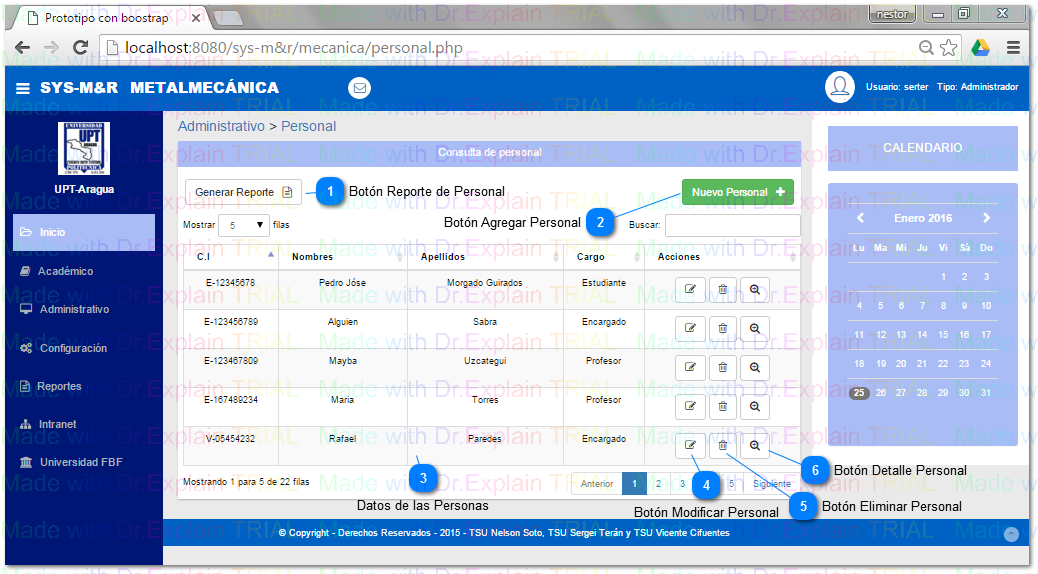 Prototipo con boostrap
nestor
localhost:8080/sys-m&r/mecanica/personal.php
SYS-M&R METALMECÁNICA
Usuario: serter Tipo: Administrador
UNIVERSIDAD
UPT
ARAGUA
POLITECNICA
UPT-Aragua
Inicio
Académico
Administrativo
Configuración
Reportes
Intranet
Universidad FBF
Administrativo > Personal
Consulta de personal
Generar Reporte
1 Botón Reporte de Personal
Nuevo Personal +
Botón Agregar Personal 2
Mostrar 5 filas
Buscar:
C.I Nombres Apellidos Cargo Acciones
E-12345678 Pedro Jóse Morgado Guirados Estudiante
E-123456789 Alguien Sabra Encargado
E-123467809 Mayba Uzcategui Profesor
E-167489234 Maria Torres Profesor
V-05454232 Rafael Paredes Encargado
3
Datos de las Personas
Mostrando 1 para 5 de 22 filas
Anterior 1 2 3 5 Siguiente
4
Botón Modificar Personal
5 Botón Eliminar Personal
6 Botón Detalle Personal
CALENDARIO
Enero 2016
Lu Ma Mi Ju Vi Sá Do
1 2 3
4 5 6 7 8 9 10
11 12 13 14 15 16 17
18 19 20 21 22 23 24
25 26 27 28 29 30 31
© Copyright - Derechos Reservados - 2015 - TSU Nelson Soto, TSU Sergei Terán y TSU Vicente Cifuentes
Made with Dr.Explain TRIAL